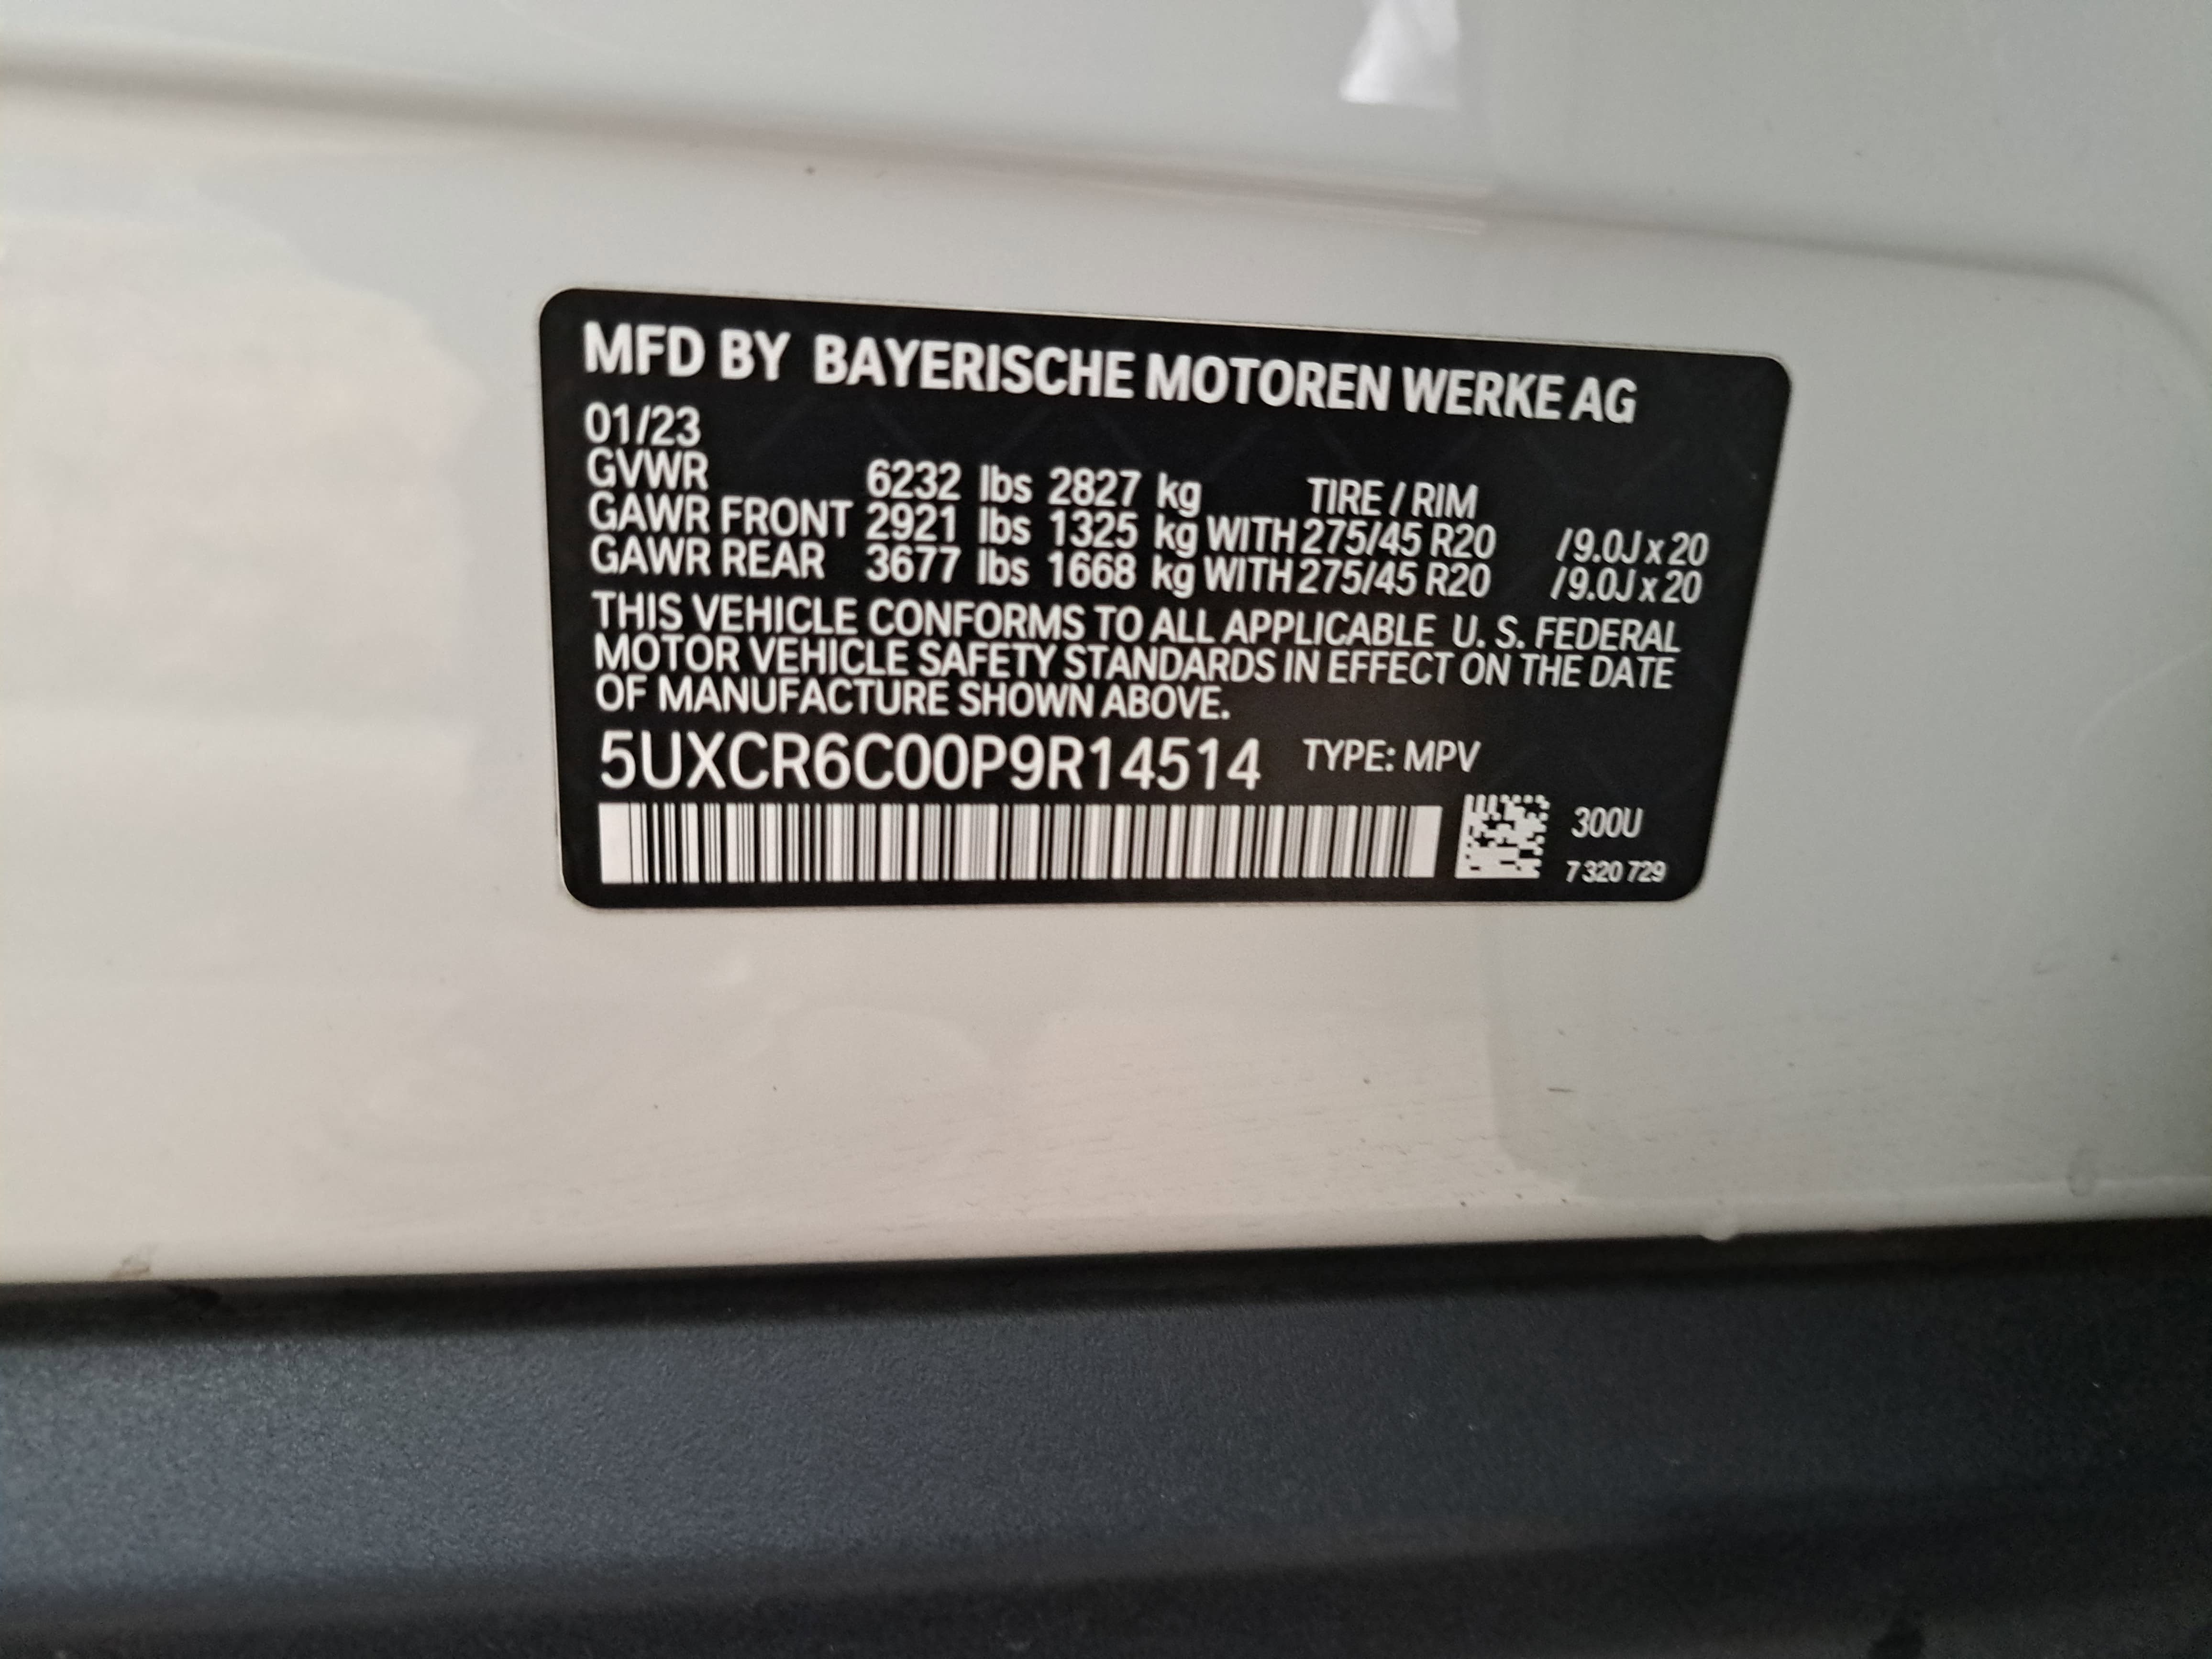 MFD BY BAYERISCHE MOTOREN WERKE AG
01/23
GVWR 6232 lbs 2827 kg TIRE / RIM
GAWR FRONT 2921 lbs 1325 kg WITH 275/45 R20 /9.0J x 20
GAWR REAR 3677 lbs 1668 kg WITH 275/45 R20 /9.0J x 20
THIS VEHICLE CONFORMS TO ALL APPLICABLE U. S. FEDERAL
MOTOR VEHICLE SAFETY STANDARDS IN EFFECT ON THE DATE
OF MANUFACTURE SHOWN ABOVE.
5UXCR6C00P9R14514 TYPE: MPV
300U
7 320 729